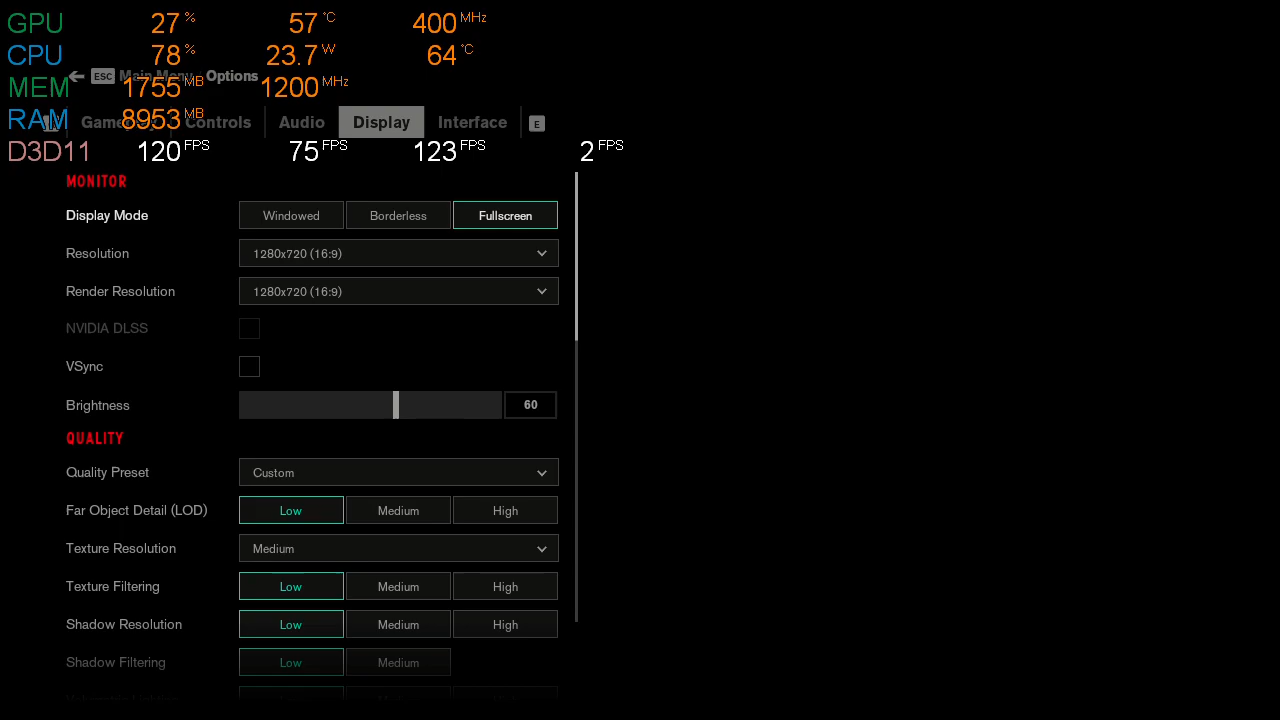 GPU 27 % 57 °C 400 MHz
CPU 78 % 23.7 W 64 °C
ESC Main Menu Options
MEM 1755 MB 1200 MHz
RAM 8953 MB
Controls Audio Display Interface E
D3D11 120 FPS 75 FPS 123 FPS 2 FPS
MONITOR
Display Mode Windowed Borderless Fullscreen
Resolution 1280x720 (16:9)
Render Resolution 1280x720 (16:9)
NVIDIA DLSS
VSync
Brightness 60
QUALITY
Quality Preset Custom
Far Object Detail (LOD) Low Medium High
Texture Resolution Medium
Texture Filtering Low Medium High
Shadow Resolution Low Medium High
Shadow Filtering Low Medium